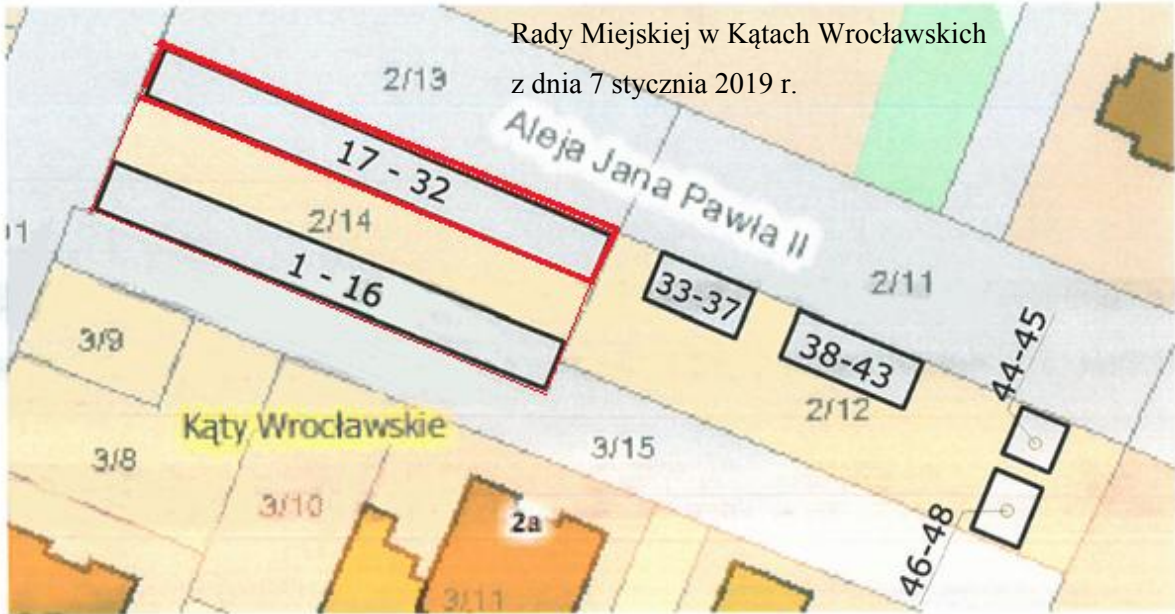 Rady Miejskiej w Kątach Wrocławskich
z dnia 7 stycznia 2019 r.
2/13
Aleja Jana Pawła II
17 - 32
2/14
1 - 16
33-37
2/11
38-43
44-45
3/9
2/12
Kąty Wrocławskie
3/15
3/8
3/10
2a
46-48
3/11